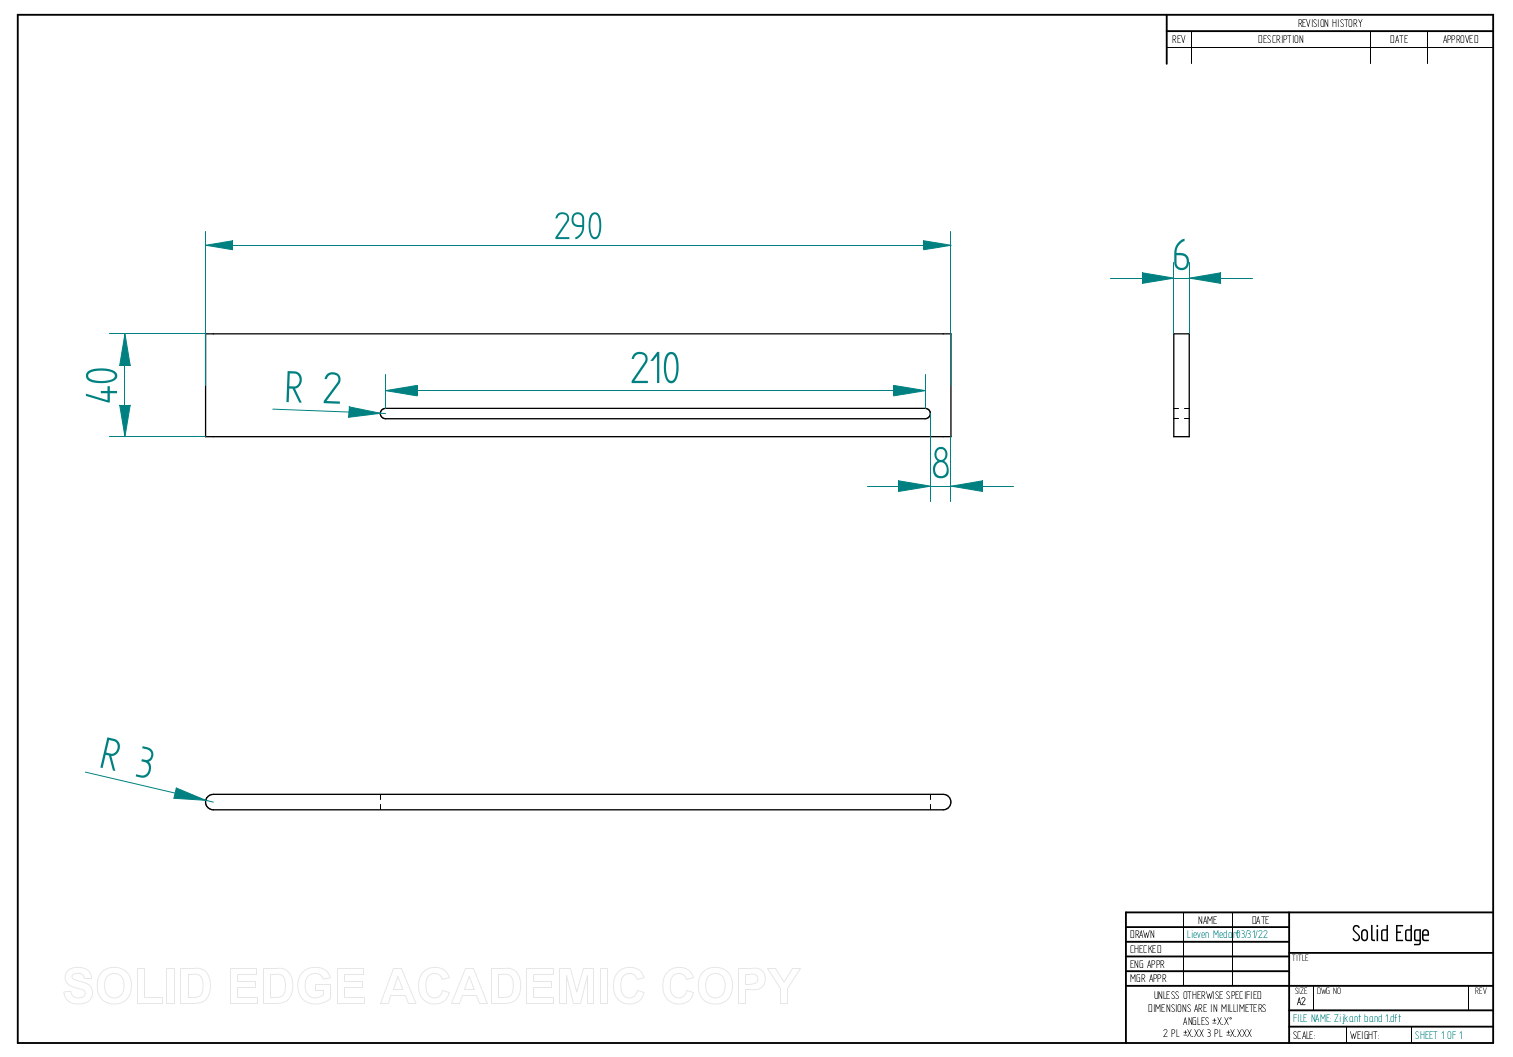 REVISION HISTORY
REV DESCRIPTION DATE APPROVED
290
6
40
R 2
210
8
R 3
SOLID EDGE ACADEMIC COPY
NAME DATE
DRAWN Lieven 03/31/22
CHECKED
ENG APPR
MGR APPR
UNLESS OTHERWISE SPECIFIED
DIMENSIONS ARE IN MILLIMETERS
ANGLES ±X.X°
2 PL ±X.XX 3 PL ±X.XXX
Solid Edge
TITLE
SIZE DWG NO REV
A2
FILE NAME: Zijkant band 1.dft
SCALE: WEIGHT: SHEET 1 OF 1